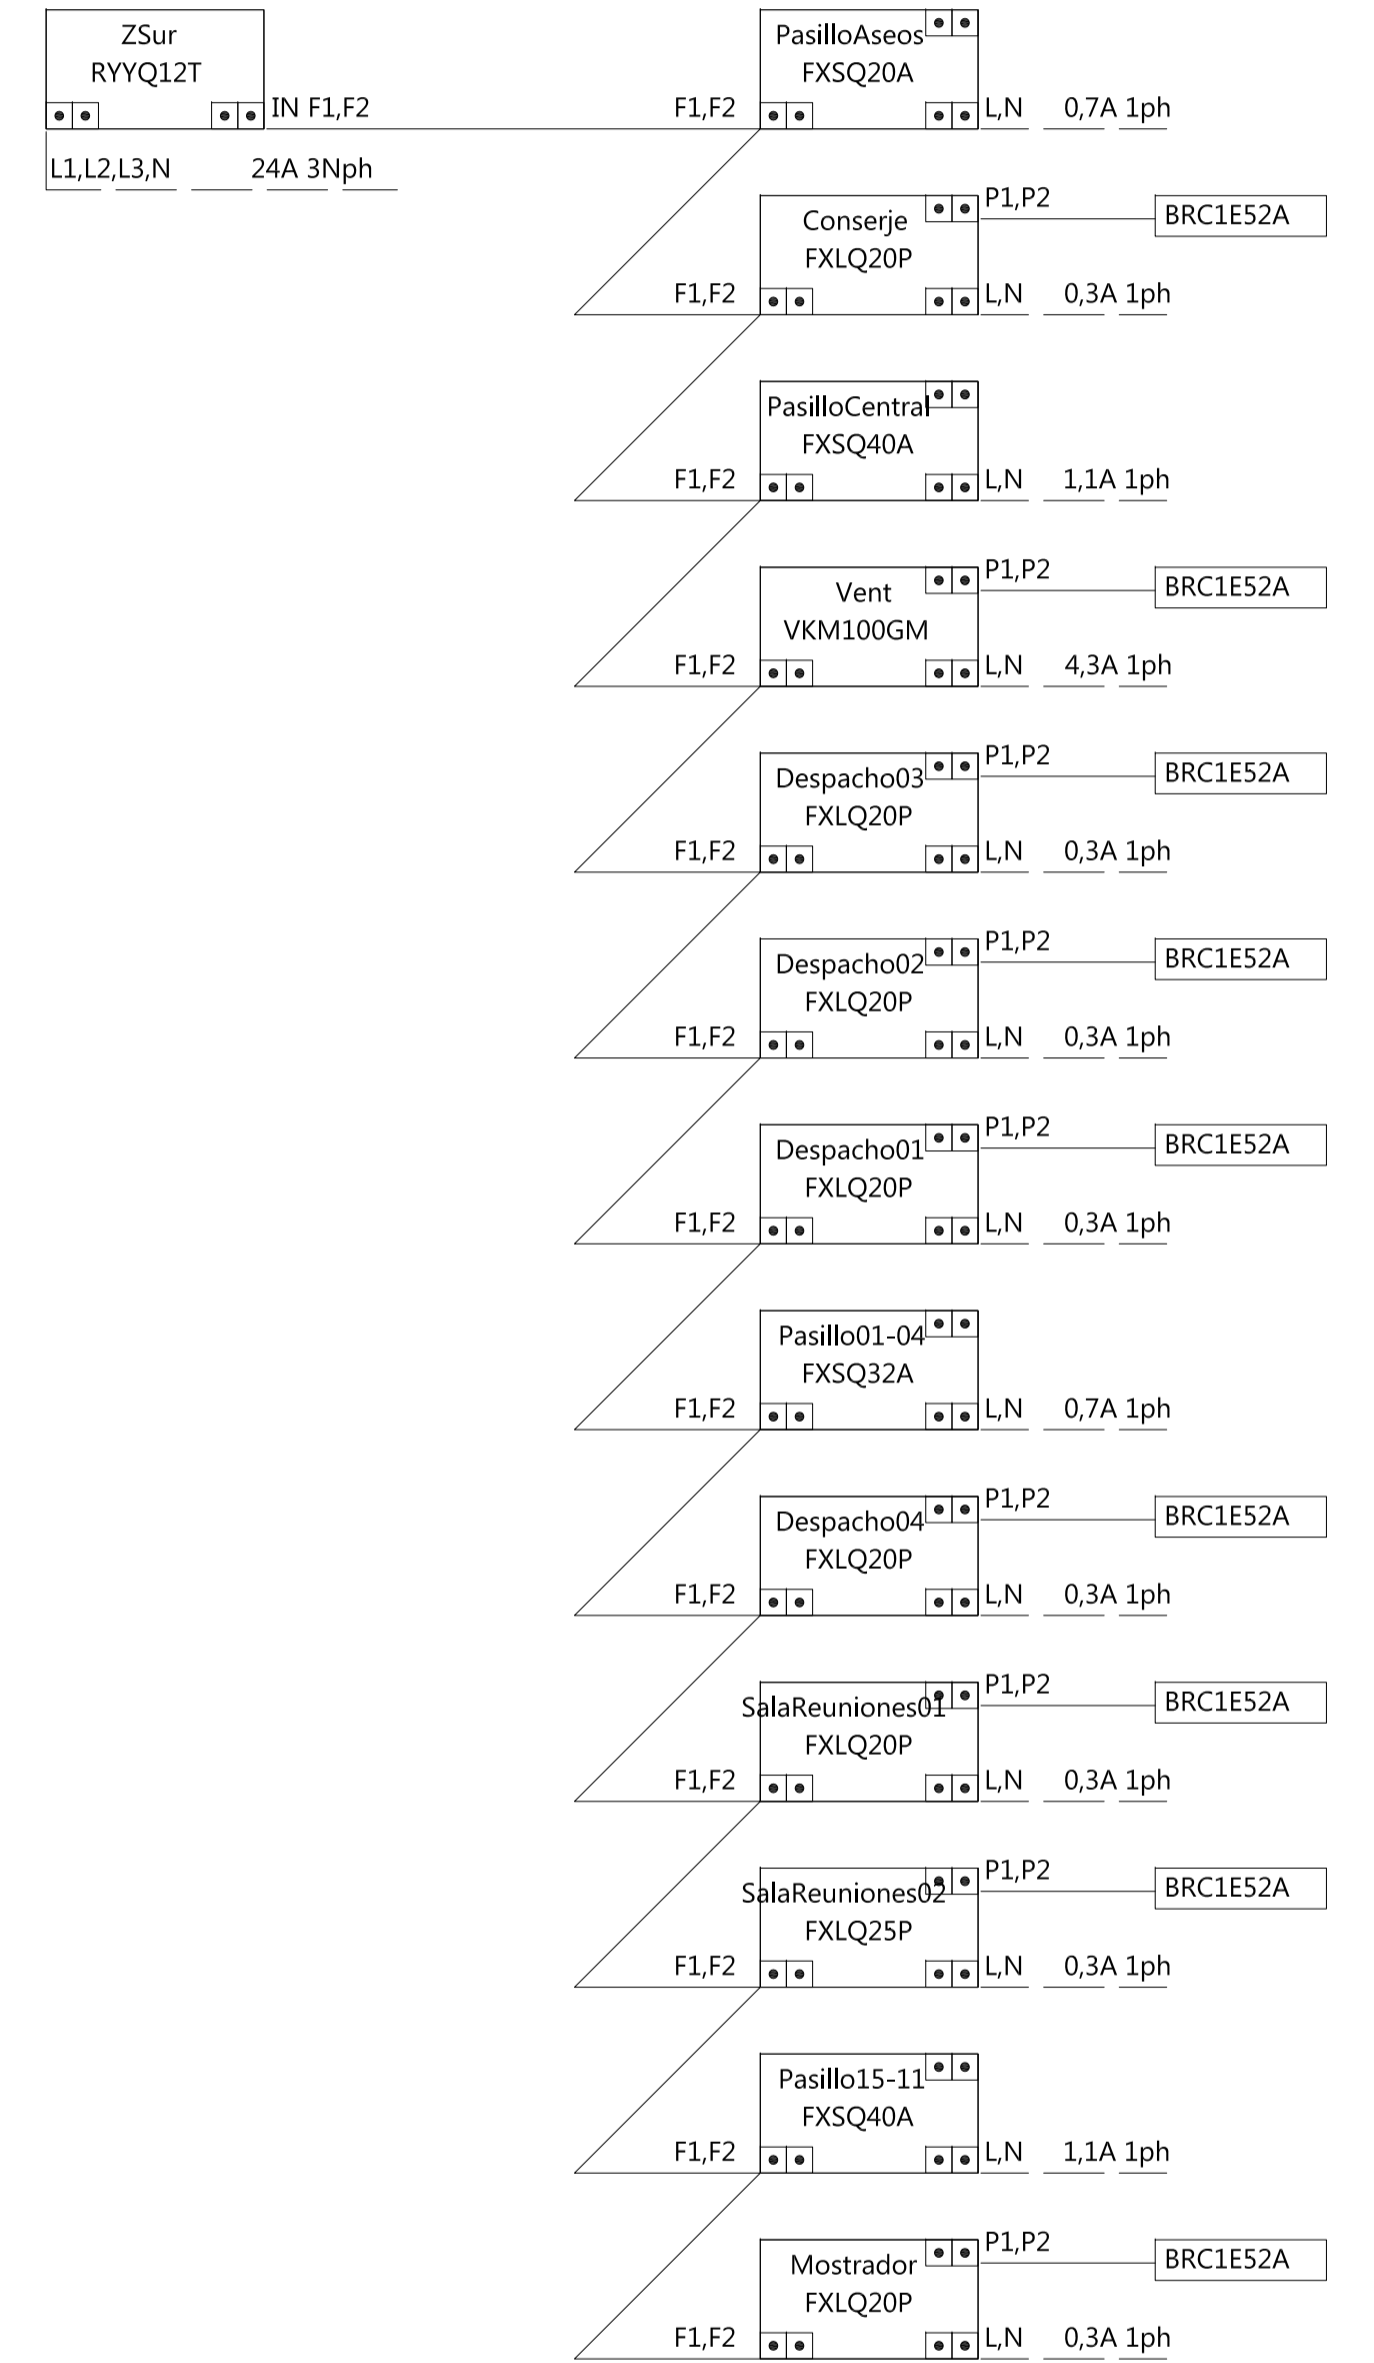 ZSur
RYYQ12T
IN F1,F2
L1,L2,L3,N 24A 3Nph
PasilloAseos
FXSQ20A
F1,F2
L,N 0,7A 1ph
Conserje
FXLQ20P
P1,P2
BRC1E52A
F1,F2
L,N 0,3A 1ph
PasilloCentral
FXSQ40A
F1,F2
L,N 1,1A 1ph
Vent
VKM100GM
P1,P2
BRC1E52A
F1,F2
L,N 4,3A 1ph
Despacho03
FXLQ20P
P1,P2
BRC1E52A
F1,F2
L,N 0,3A 1ph
Despacho02
FXLQ20P
P1,P2
BRC1E52A
F1,F2
L,N 0,3A 1ph
Despacho01
FXLQ20P
P1,P2
BRC1E52A
F1,F2
L,N 0,3A 1ph
Pasillo01-04
FXSQ32A
F1,F2
L,N 0,7A 1ph
Despacho04
FXLQ20P
P1,P2
BRC1E52A
F1,F2
L,N 0,3A 1ph
SalaReuniones01
FXLQ20P
P1,P2
BRC1E52A
F1,F2
L,N 0,3A 1ph
SalaReuniones02
FXLQ25P
P1,P2
BRC1E52A
F1,F2
L,N 0,3A 1ph
Pasillo15-11
FXSQ40A
F1,F2
L,N 1,1A 1ph
Mostrador
FXLQ20P
P1,P2
BRC1E52A
F1,F2
L,N 0,3A 1ph